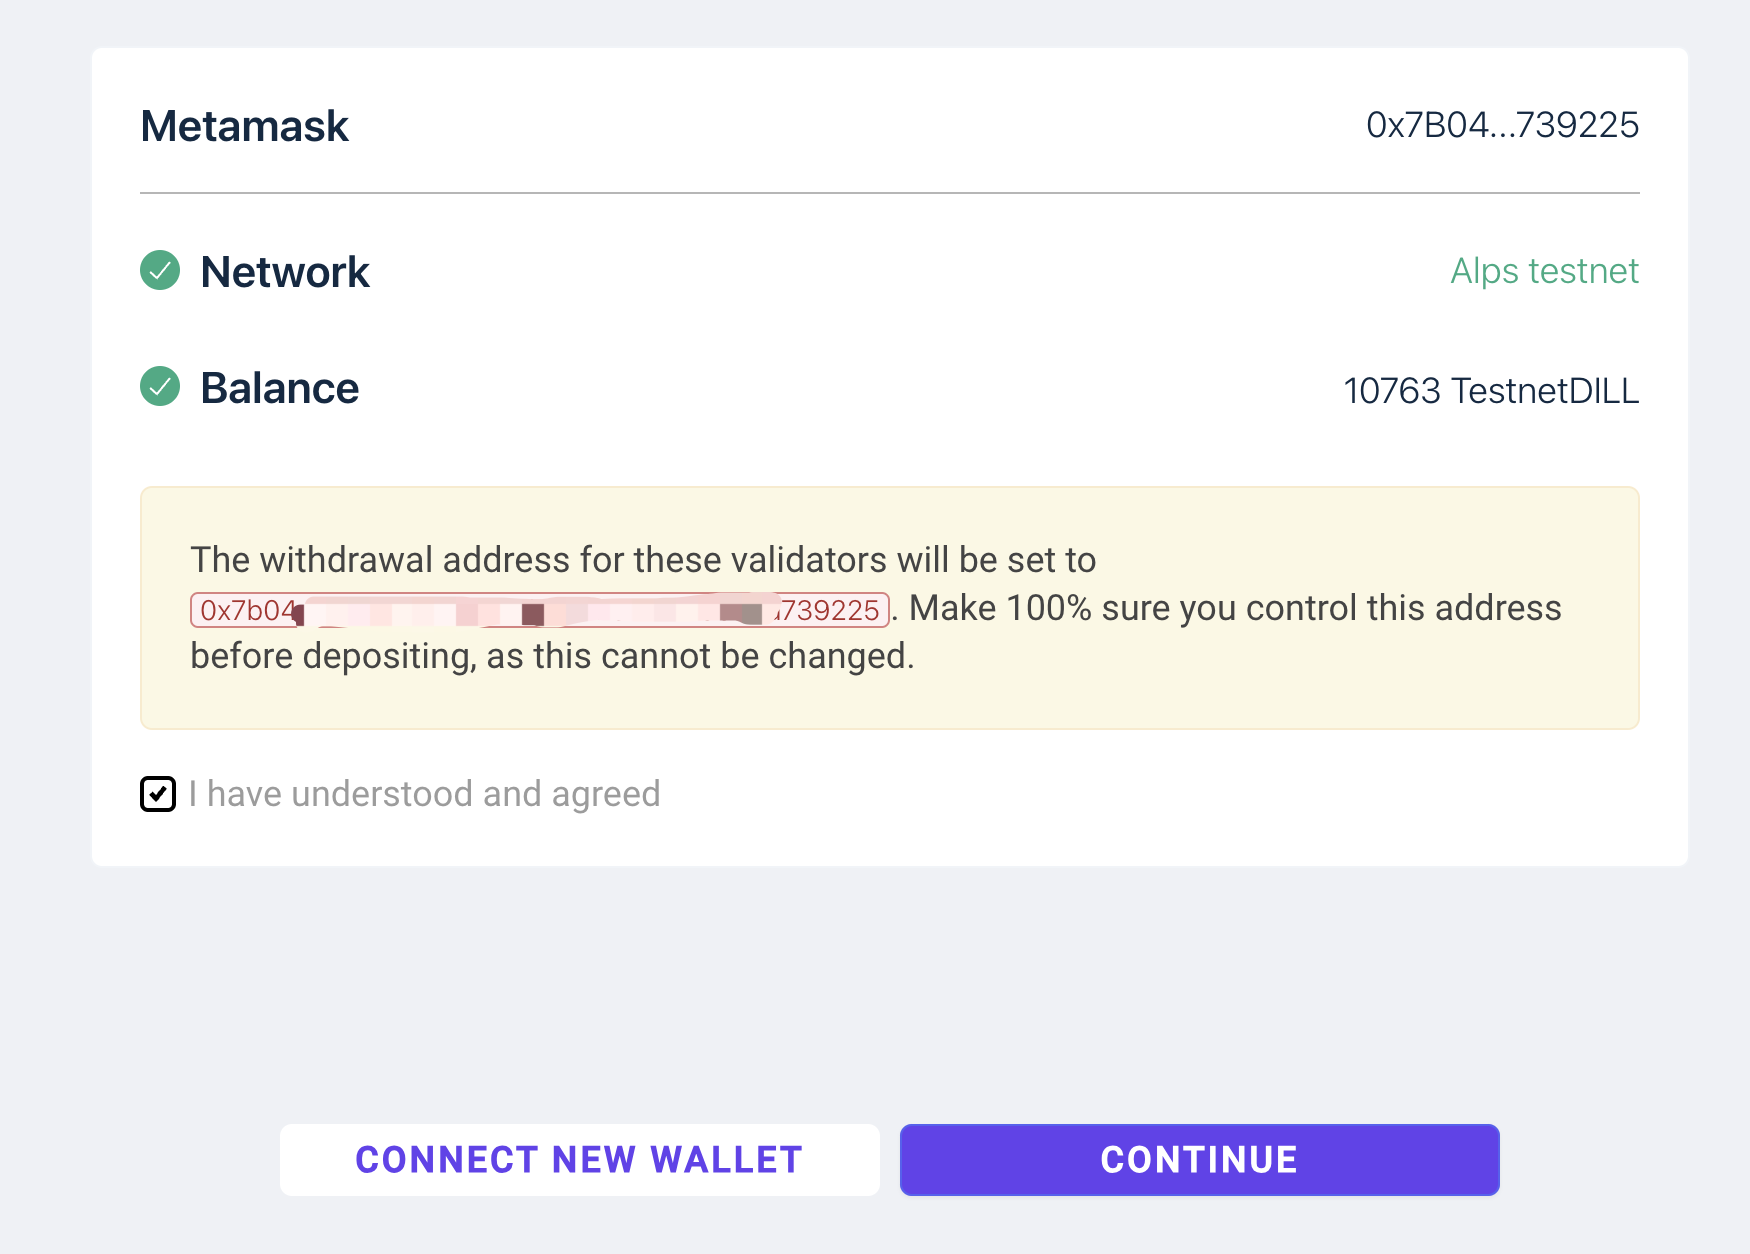 Metamask 0x7B04...739225
Network Alps testnet
Balance 10763 TestnetDILL
The withdrawal address for these validators will be set to
0x7b04 739225. Make 100% sure you control this address
before depositing, as this cannot be changed.
I have understood and agreed
CONNECT NEW WALLET CONTINUE